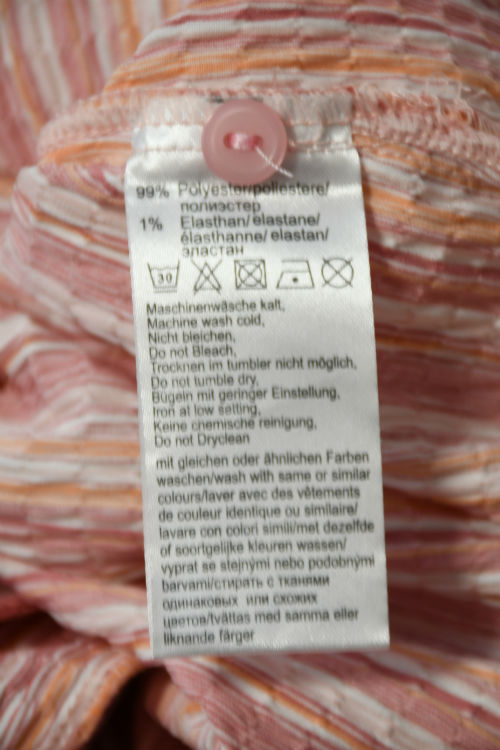 99% Polyester/poliestere/
полиэстер
1% Elasthan/elastane/
élasthanne/elastan/
эластан
30
Maschinenwäsche kalt,
Machine wash cold,
Nicht bleichen,
Do not Bleach,
Trocknen im tumbler nicht möglich,
Do not tumble dry,
Bügeln mit geringer Einstellung,
Iron at low setting,
Keine chemische reinigung,
Do not Dryclean
mit gleichen oder ähnlichen Farben
waschen/wash with same or similar
colours/laver avec des vêtements
de couleur identique ou similaire/
lavare con colori simili/met dezelfde
of soortgelijke kleuren wassen/
vyprat se stejnými nebo podobnými
barvami/стирать с тканями
одинаковых или схожих
цветов/tvättas med samma eller
liknande färger